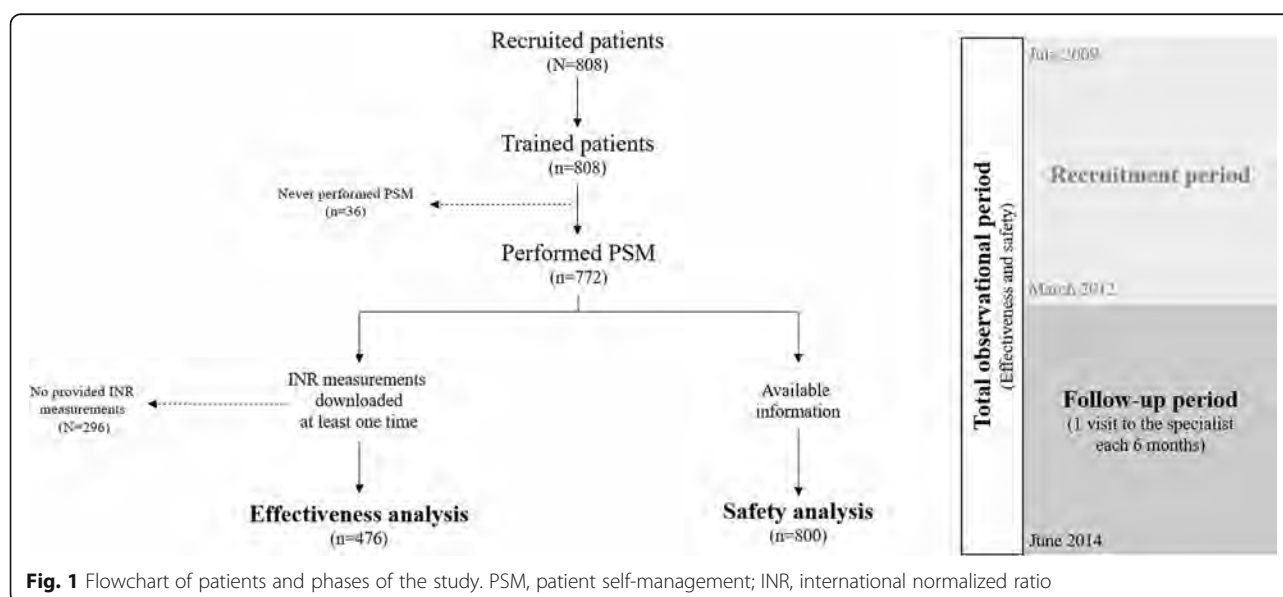 Recruited patients
(N=808)
Trained patients
(n=808)
Never performed PSM
(n=36)
Performed PSM
(n=772)
No provided INR
measurements
(N=296)
INR measurements
downloaded
at least one time
Available
information
Effectiveness analysis
(n=476)
Safety analysis
(n=800)
Total observational period
(Effectiveness and safety)
July 2009
Recruitment period
March 2012
Follow-up period
(1 visit to the specialist
each 6 months)
June 2014
Fig. 1 Flowchart of patients and phases of the study. PSM, patient self-management; INR, international normalized ratio